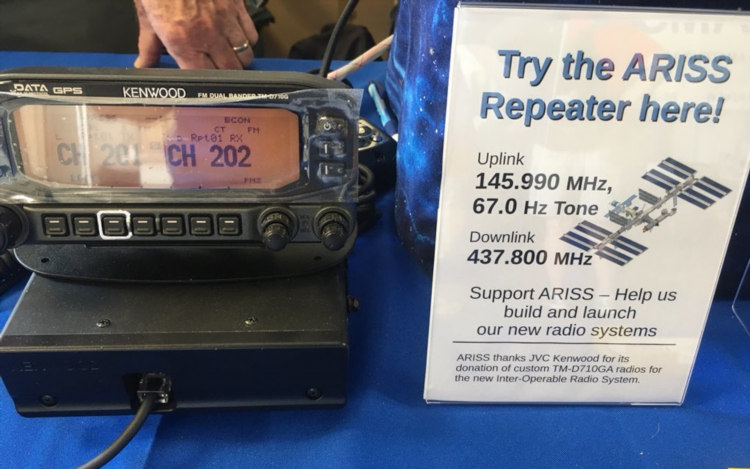 DATA GPS KENWOOD FM DUAL BANDER TM-D710G
ECON
CT FM
Rpt01 RX
CH 201 CH 202
KENWOOD
Try the ARISS
Repeater here!
Uplink
145.990 MHz,
67.0 Hz Tone
Downlink
437.800 MHz
Support ARISS – Help us
build and launch
our new radio systems
ARISS thanks JVC Kenwood for its
donation of custom TM-D710GA radios for
the new Inter-Operable Radio System.